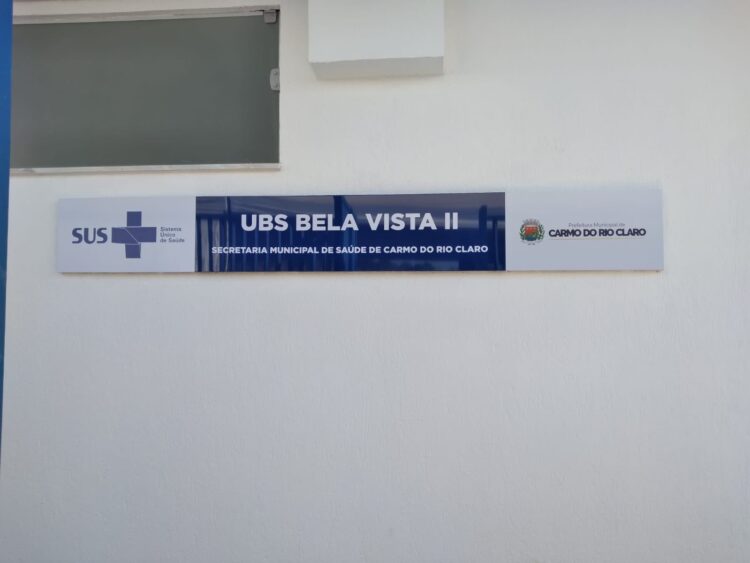 SUS
Sistema
Único
de Saúde
UBS BELA VISTA II
SECRETARIA MUNICIPAL DE SAÚDE DE CARMO DO RIO CLARO
Prefeitura Municipal de
CARMO DO RIO CLARO